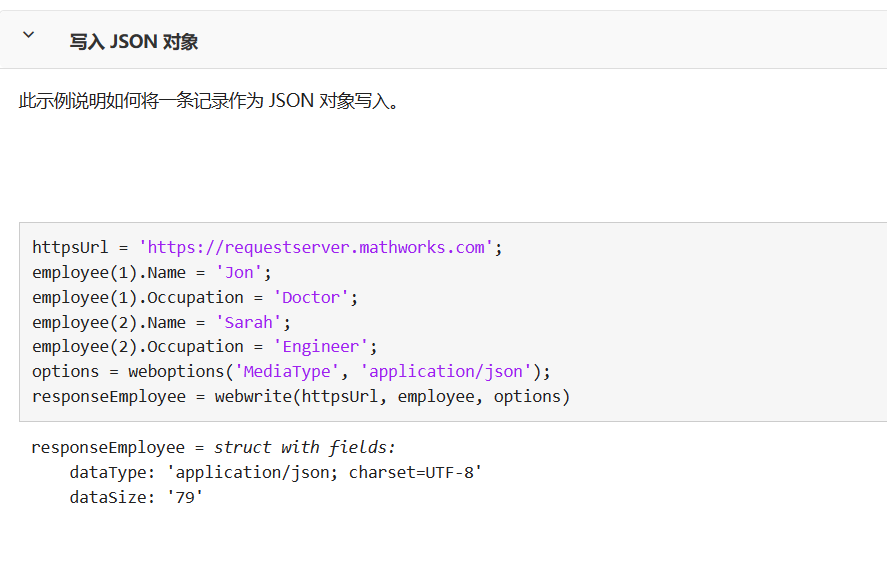 写入 JSON 对象
此示例说明如何将一条记录作为 JSON 对象写入。
httpsUrl = 'https://requestserver.mathworks.com';
employee(1).Name = 'Jon';
employee(1).Occupation = 'Doctor';
employee(2).Name = 'Sarah';
employee(2).Occupation = 'Engineer';
options = weboptions('MediaType', 'application/json');
responseEmployee = webwrite(httpsUrl, employee, options)
responseEmployee = struct with fields:
    dataType: 'application/json; charset=UTF-8'
    dataSize: '79'